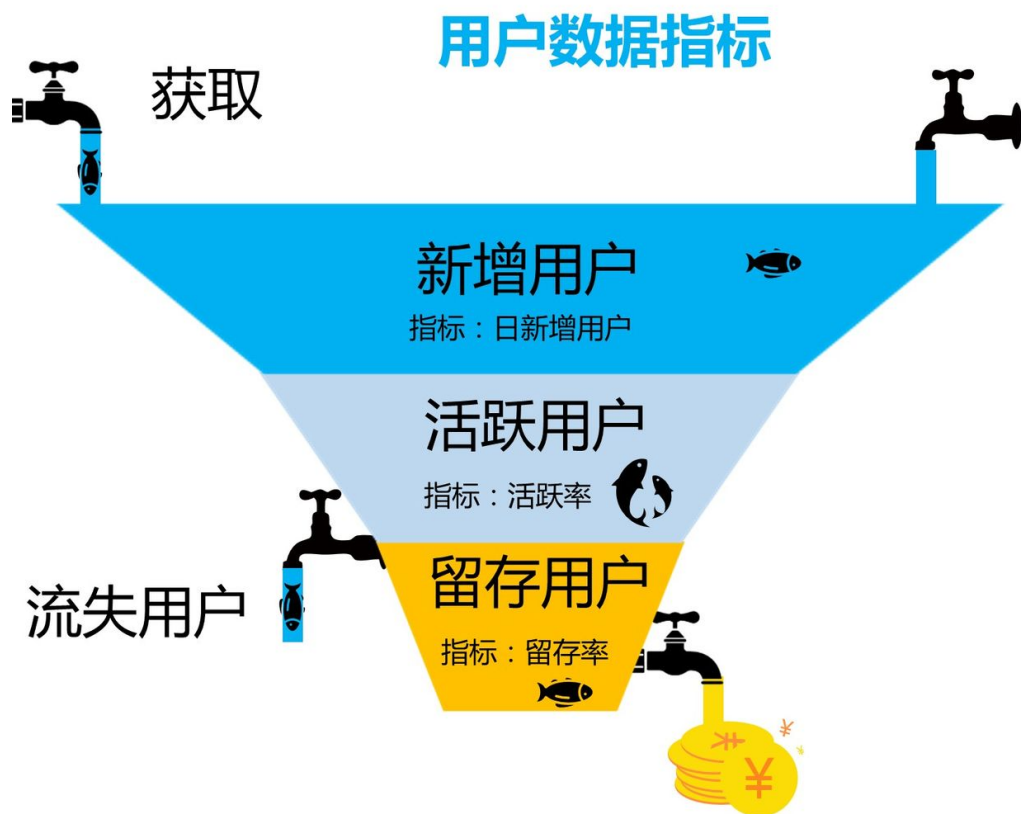 用户数据指标
获取
新增用户
指标：日新增用户
活跃用户
指标：活跃率
留存用户
流失用户
指标：留存率
¥
¥
¥
¥